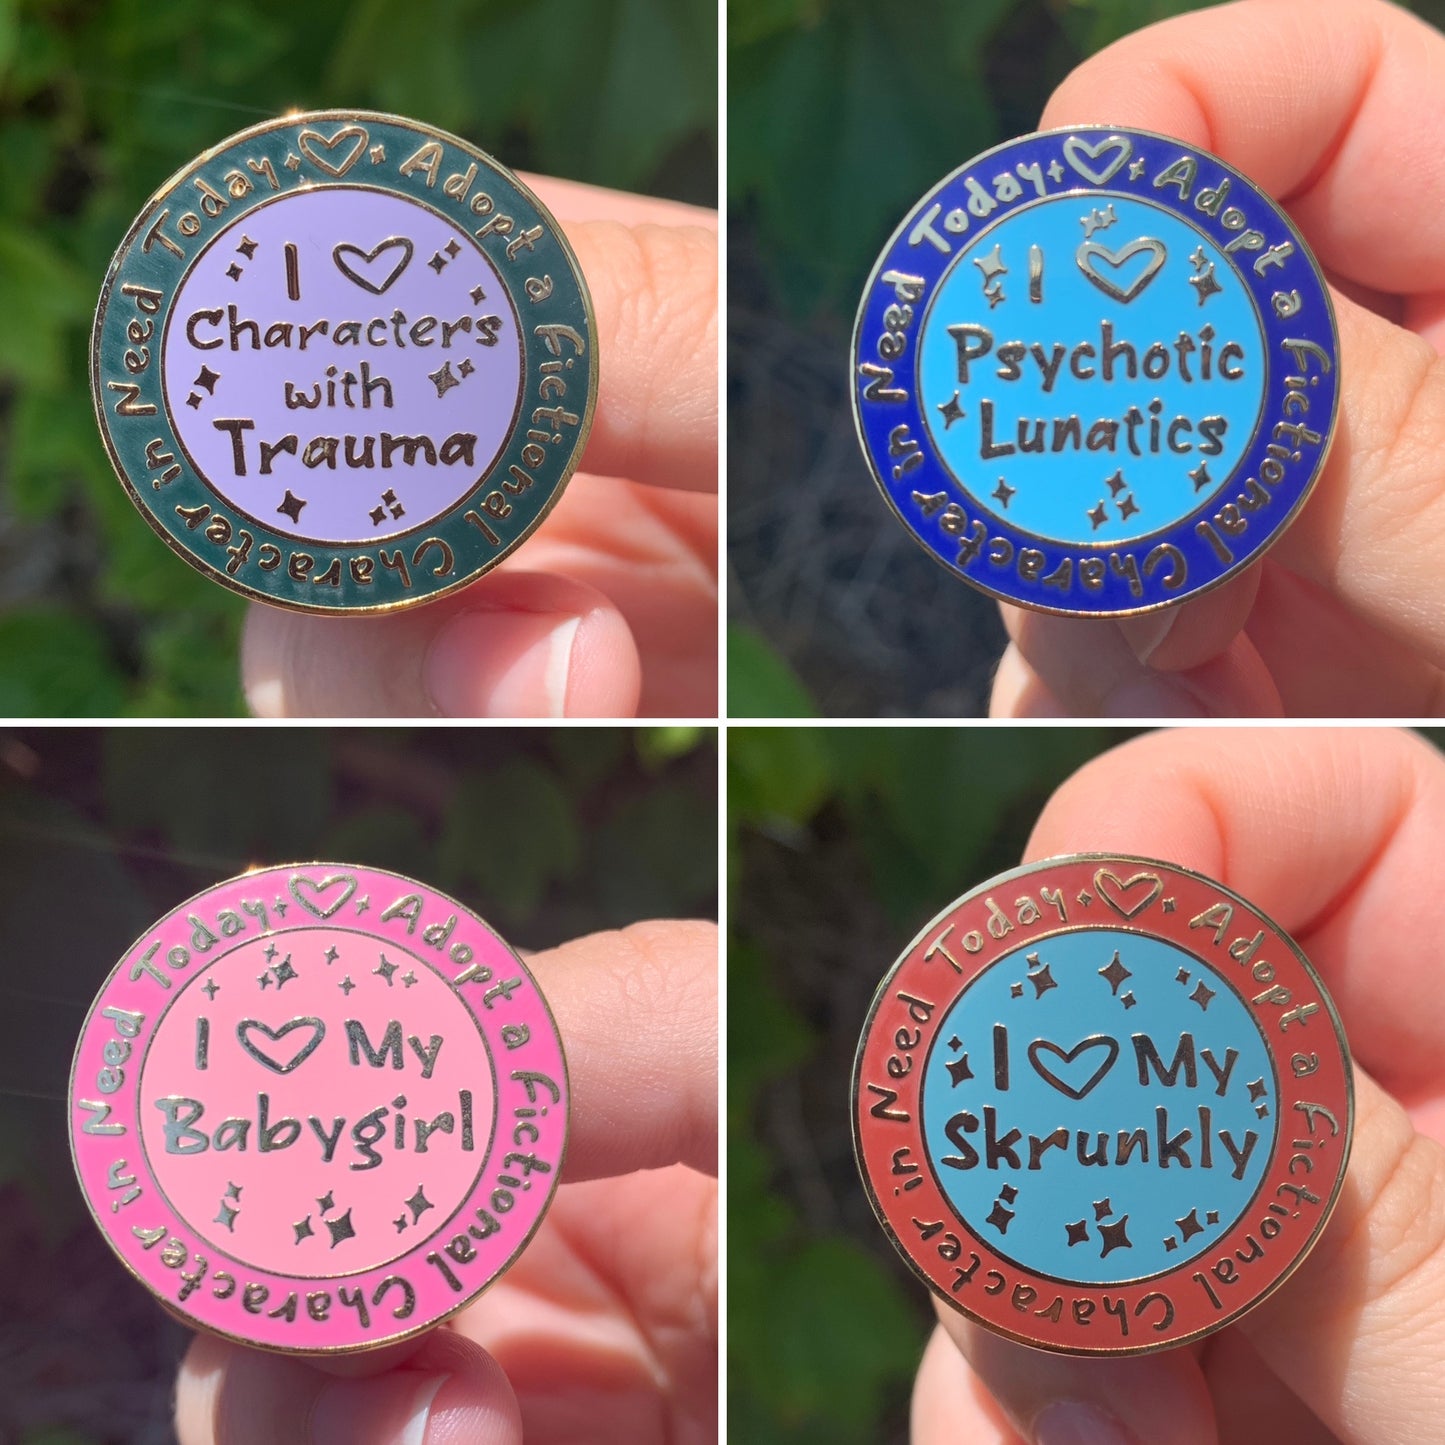 Adopt a Fictional Character in Need Today
I
Characters
with
Trauma
Adopt a Fictional Character in Need Today
I
Psychotic
Lunatics
Adopt a Fictional Character in Need Today
I My
Babygirl
Adopt a Fictional Character in Need Today
I My
Skrunkly